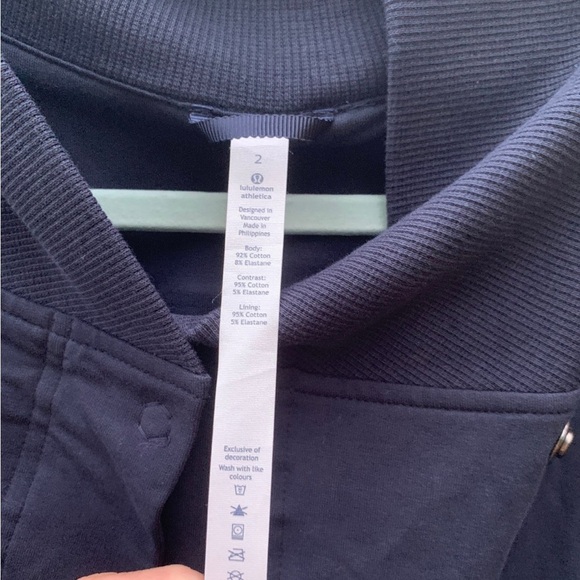 2
lululemon
athletica
Designed in
Vancouver
Made in
Philippines
Body:
92% Cotton
8% Elastane
Contrast:
95% Cotton
5% Elastane
Lining:
95% Cotton
5% Elastane
Exclusive of
decoration
Wash with like
colours